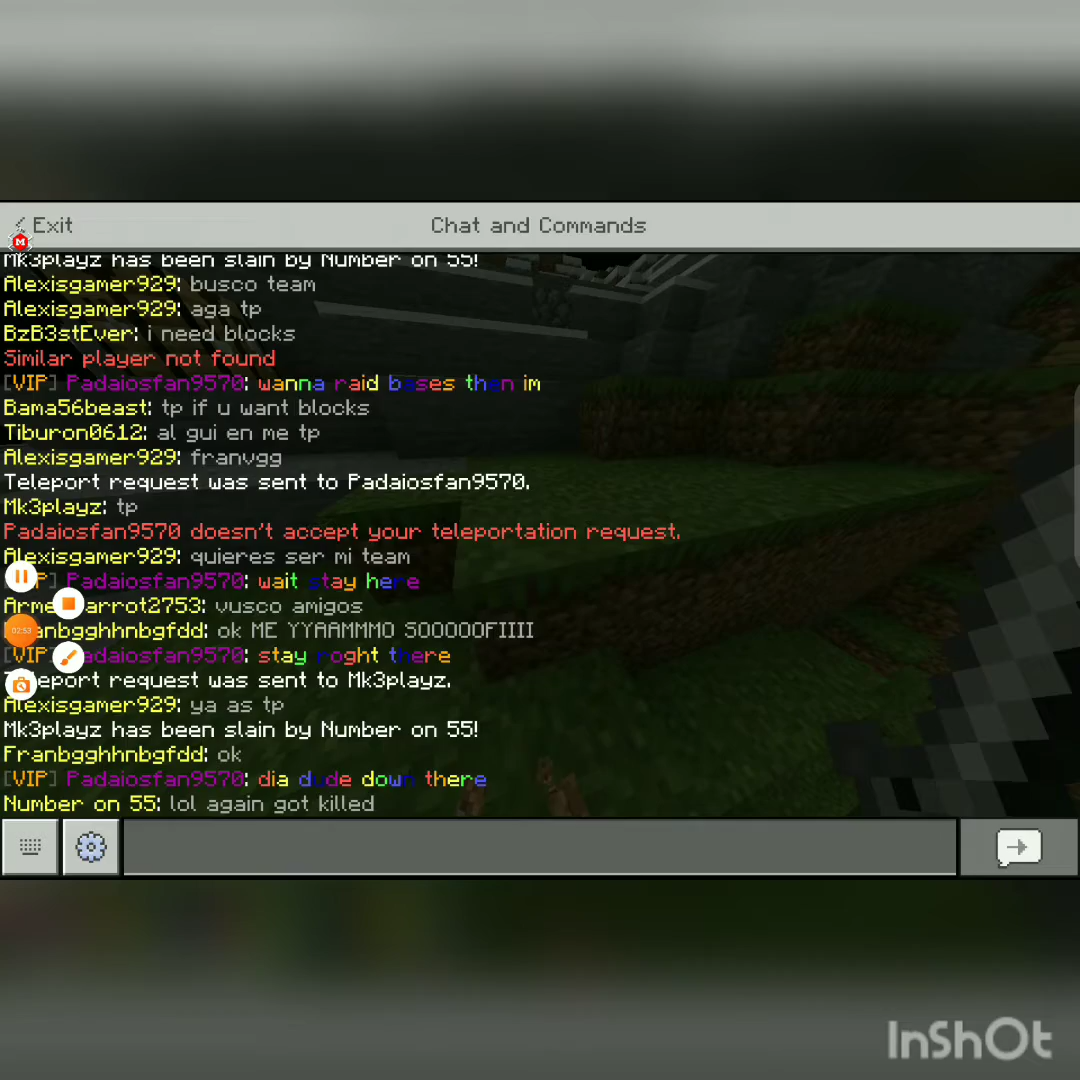 Exit
Chat and Commands
Mk3playz has been slain by Number on 55!
Alexisgamer929: busco team
Alexisgamer929: aga tp
BzB3stEver: i need blocks
Similar player not found
[VIP] Padaiosfan9570: wanna raid bases then im
Bama56beast: tp if u want blocks
Tiburon0612: al gui en me tp
Alexisgamer929: franvgg
Teleport request was sent to Padaiosfan9570.
Mk3playz: tp
Padaiosfan9570 doesn't accept your teleportation request.
Alexisgamer929: quieres ser mi team
Padaiosfan9570: wait stay here
vusco amigos
ok ME YYAAMMMO SOOOOOFIIII
02:53
[VIP] stay roght there
request was sent to Mk3playz.
Alexisgamer929: ya as tp
Mk3playz has been slain by Number on 55!
Franbgghhnbgfdd: ok
[VIP] Padaiosfan9570: dia dude down there
Number on 55: lol again got killed
InShOt